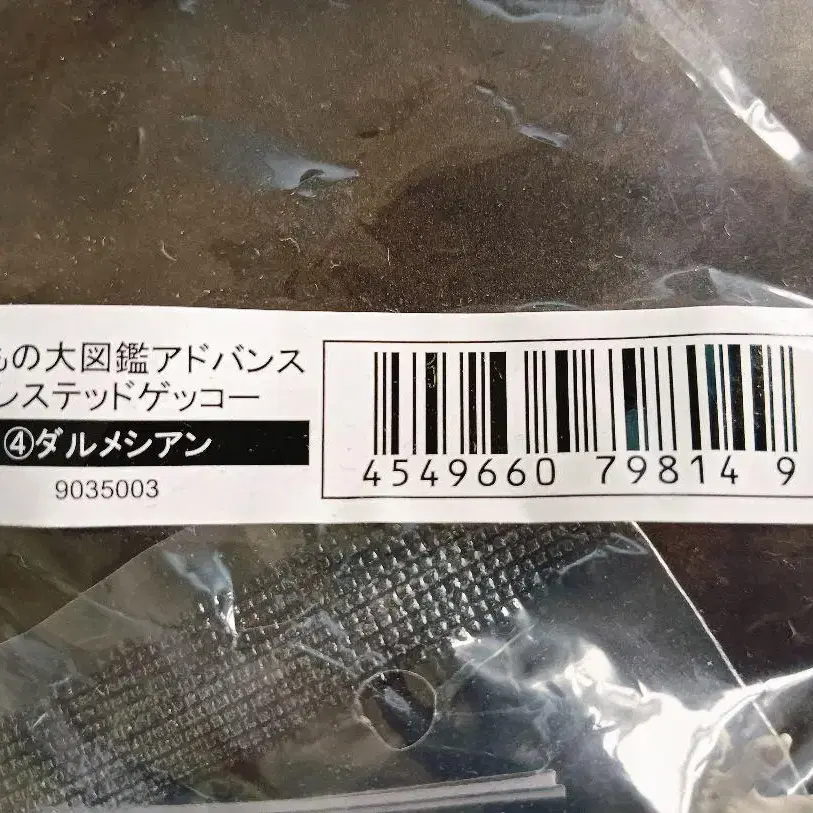 もの大図鑑アドバンス
レステッドゲッコー
④ダルメシアン
9035003
4549660 79814 9